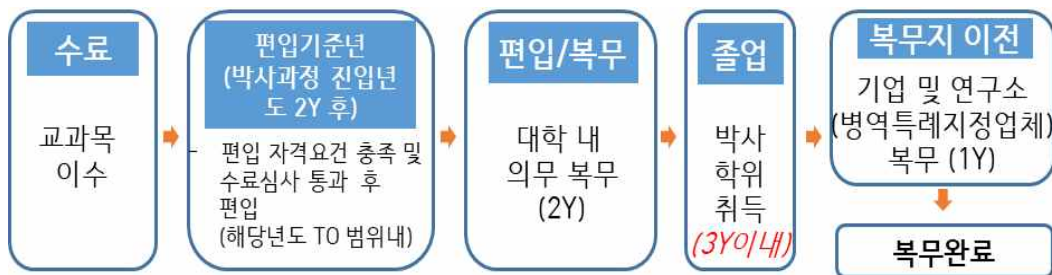 수료
교과목
이수
편입기준년
(박사과정 진입년
도 2Y 후)
- 편입 자격요건 충족 및
수료심사 통과 후
편입
(해당년도 TO 범위내)
편입/복무
대학 내
의무 복무
(2Y)
졸업
박사
학위
취득
(3Y이내)
복무지 이전
기업 및 연구소
(병역특례지정업체)
복무 (1Y)
복무완료